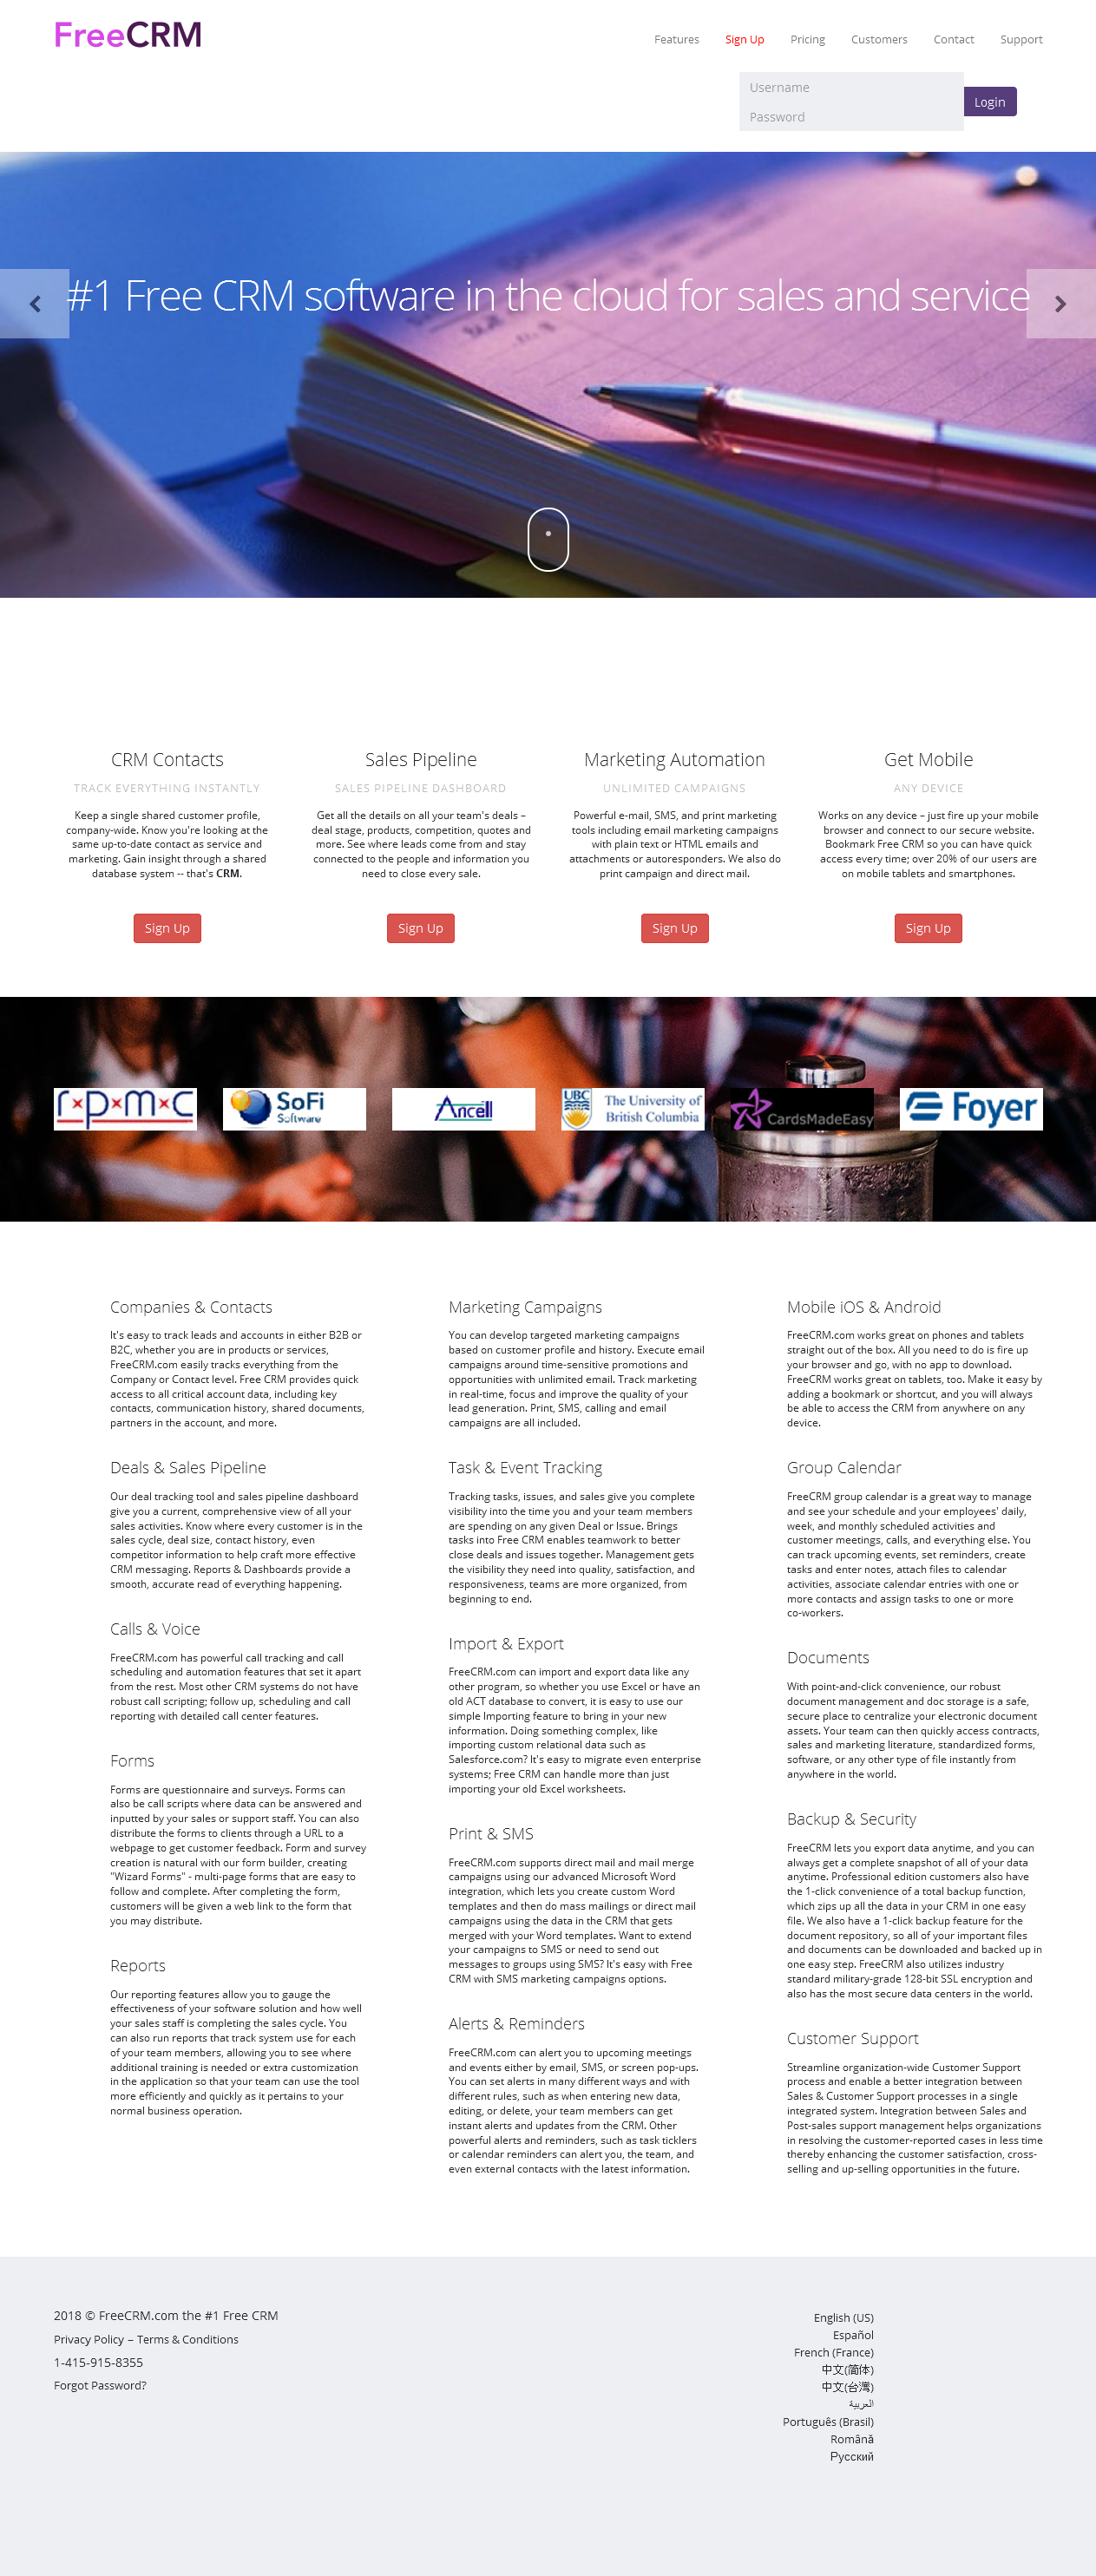 FreeCRM
Features
Sign Up
Pricing
Customers
Contact
Support
Username
Password
Login
#1 Free CRM software in the cloud for sales and service
CRM Contacts
TRACK EVERYTHING INSTANTLY
Keep a single shared customer profile,
company-wide. Know you're looking at the
same up-to-date contact as service and
marketing. Gain insight through a shared
database system -- that's CRM.
Sign Up
Sales Pipeline
SALES PIPELINE DASHBOARD
Get all the details on all your team's deals –
deal stage, products, competition, quotes and
more. See where leads come from and stay
connected to the people and information you
need to close every sale.
Sign Up
Marketing Automation
UNLIMITED CAMPAIGNS
Powerful e-mail, SMS, and print marketing
tools including email marketing campaigns
with plain text or HTML emails and
attachments or autoresponders. We also do
print campaign and direct mail.
Sign Up
Get Mobile
ANY DEVICE
Works on any device – just fire up your mobile
browser and connect to our secure website.
Bookmark Free CRM so you can have quick
access every time; over 20% of our users are
on mobile tablets and smartphones.
Sign Up
r×p×m×c
SoFi
Software
Ancell
UBC
The University of
British Columbia
CardsMadeEasy
Foyer
Companies & Contacts
It's easy to track leads and accounts in either B2B or
B2C, whether you are in products or services,
FreeCRM.com easily tracks everything from the
Company or Contact level. Free CRM provides quick
access to all critical account data, including key
contacts, communication history, shared documents,
partners in the account, and more.
Deals & Sales Pipeline
Our deal tracking tool and sales pipeline dashboard
give you a current, comprehensive view of all your
sales activities. Know where every customer is in the
sales cycle, deal size, contact history, even
competitor information to help craft more effective
CRM messaging. Reports & Dashboards provide a
smooth, accurate read of everything happening.
Calls & Voice
FreeCRM.com has powerful call tracking and call
scheduling and automation features that set it apart
from the rest. Most other CRM systems do not have
robust call scripting; follow up, scheduling and call
reporting with detailed call center features.
Forms
Forms are questionnaire and surveys. Forms can
also be call scripts where data can be answered and
inputted by your sales or support staff. You can also
distribute the forms to clients through a URL to a
webpage to get customer feedback. Form and survey
creation is natural with our form builder, creating
"Wizard Forms" - multi-page forms that are easy to
follow and complete. After completing the form,
customers will be given a web link to the form that
you may distribute.
Reports
Our reporting features allow you to gauge the
effectiveness of your software solution and how well
your sales staff is completing the sales cycle. You
can also run reports that track system use for each
of your team members, allowing you to see where
additional training is needed or extra customization
in the application so that your team can use the tool
more efficiently and quickly as it pertains to your
normal business operation.
Marketing Campaigns
You can develop targeted marketing campaigns
based on customer profile and history. Execute email
campaigns around time-sensitive promotions and
opportunities with unlimited email. Track marketing
in real-time, focus and improve the quality of your
lead generation. Print, SMS, calling and email
campaigns are all included.
Task & Event Tracking
Tracking tasks, issues, and sales give you complete
visibility into the time you and your team members
are spending on any given Deal or Issue. Brings
tasks into Free CRM enables teamwork to better
close deals and issues together. Management gets
the visibility they need into quality, satisfaction, and
responsiveness, teams are more organized, from
beginning to end.
Import & Export
FreeCRM.com can import and export data like any
other program, so whether you use Excel or have an
old ACT database to convert, it is easy to use our
simple Importing feature to bring in your new
information. Doing something complex, like
importing custom relational data such as
Salesforce.com? It's easy to migrate even enterprise
systems; Free CRM can handle more than just
importing your old Excel worksheets.
Print & SMS
FreeCRM.com supports direct mail and mail merge
campaigns using our advanced Microsoft Word
integration, which lets you create custom Word
templates and then do mass mailings or direct mail
campaigns using the data in the CRM that gets
merged with your Word templates. Want to extend
your campaigns to SMS or need to send out
messages to groups using SMS? It's easy with Free
CRM with SMS marketing campaigns options.
Alerts & Reminders
FreeCRM.com can alert you to upcoming meetings
and events either by email, SMS, or screen pop-ups.
You can set alerts in many different ways and with
different rules, such as when entering new data,
editing, or delete, your team members can get
instant alerts and updates from the CRM. Other
powerful alerts and reminders, such as task ticklers
or calendar reminders can alert you, the team, and
even external contacts with the latest information.
Mobile iOS & Android
FreeCRM.com works great on phones and tablets
straight out of the box. All you need to do is fire up
your browser and go, with no app to download.
FreeCRM works great on tablets, too. Make it easy by
adding a bookmark or shortcut, and you will always
be able to access the CRM from anywhere on any
device.
Group Calendar
FreeCRM group calendar is a great way to manage
and see your schedule and your employees' daily,
week, and monthly scheduled activities and
customer meetings, calls, and everything else. You
can track upcoming events, set reminders, create
tasks and enter notes, attach files to calendar
activities, associate calendar entries with one or
more contacts and assign tasks to one or more
co-workers.
Documents
With point-and-click convenience, our robust
document management and doc storage is a safe,
secure place to centralize your electronic document
assets. Your team can then quickly access contracts,
sales and marketing literature, standardized forms,
software, or any other type of file instantly from
anywhere in the world.
Backup & Security
FreeCRM lets you export data anytime, and you can
always get a complete snapshot of all of your data
anytime. Professional edition customers also have
the 1-click convenience of a total backup function,
which zips up all the data in your CRM in one easy
file. We also have a 1-click backup feature for the
document repository, so all of your important files
and documents can be downloaded and backed up in
one easy step. FreeCRM also utilizes industry
standard military-grade 128-bit SSL encryption and
also has the most secure data centers in the world.
Customer Support
Streamline organization-wide Customer Support
process and enable a better integration between
Sales & Customer Support processes in a single
integrated system. Integration between Sales and
Post-sales support management helps organizations
in resolving the customer-reported cases in less time
thereby enhancing the customer satisfaction, cross-
selling and up-selling opportunities in the future.
2018 © FreeCRM.com the #1 Free CRM
Privacy Policy – Terms & Conditions
1-415-915-8355
Forgot Password?
English (US)
Español
French (France)
中文(简体)
中文(台灣)
العربية
Português (Brasil)
Română
Русский